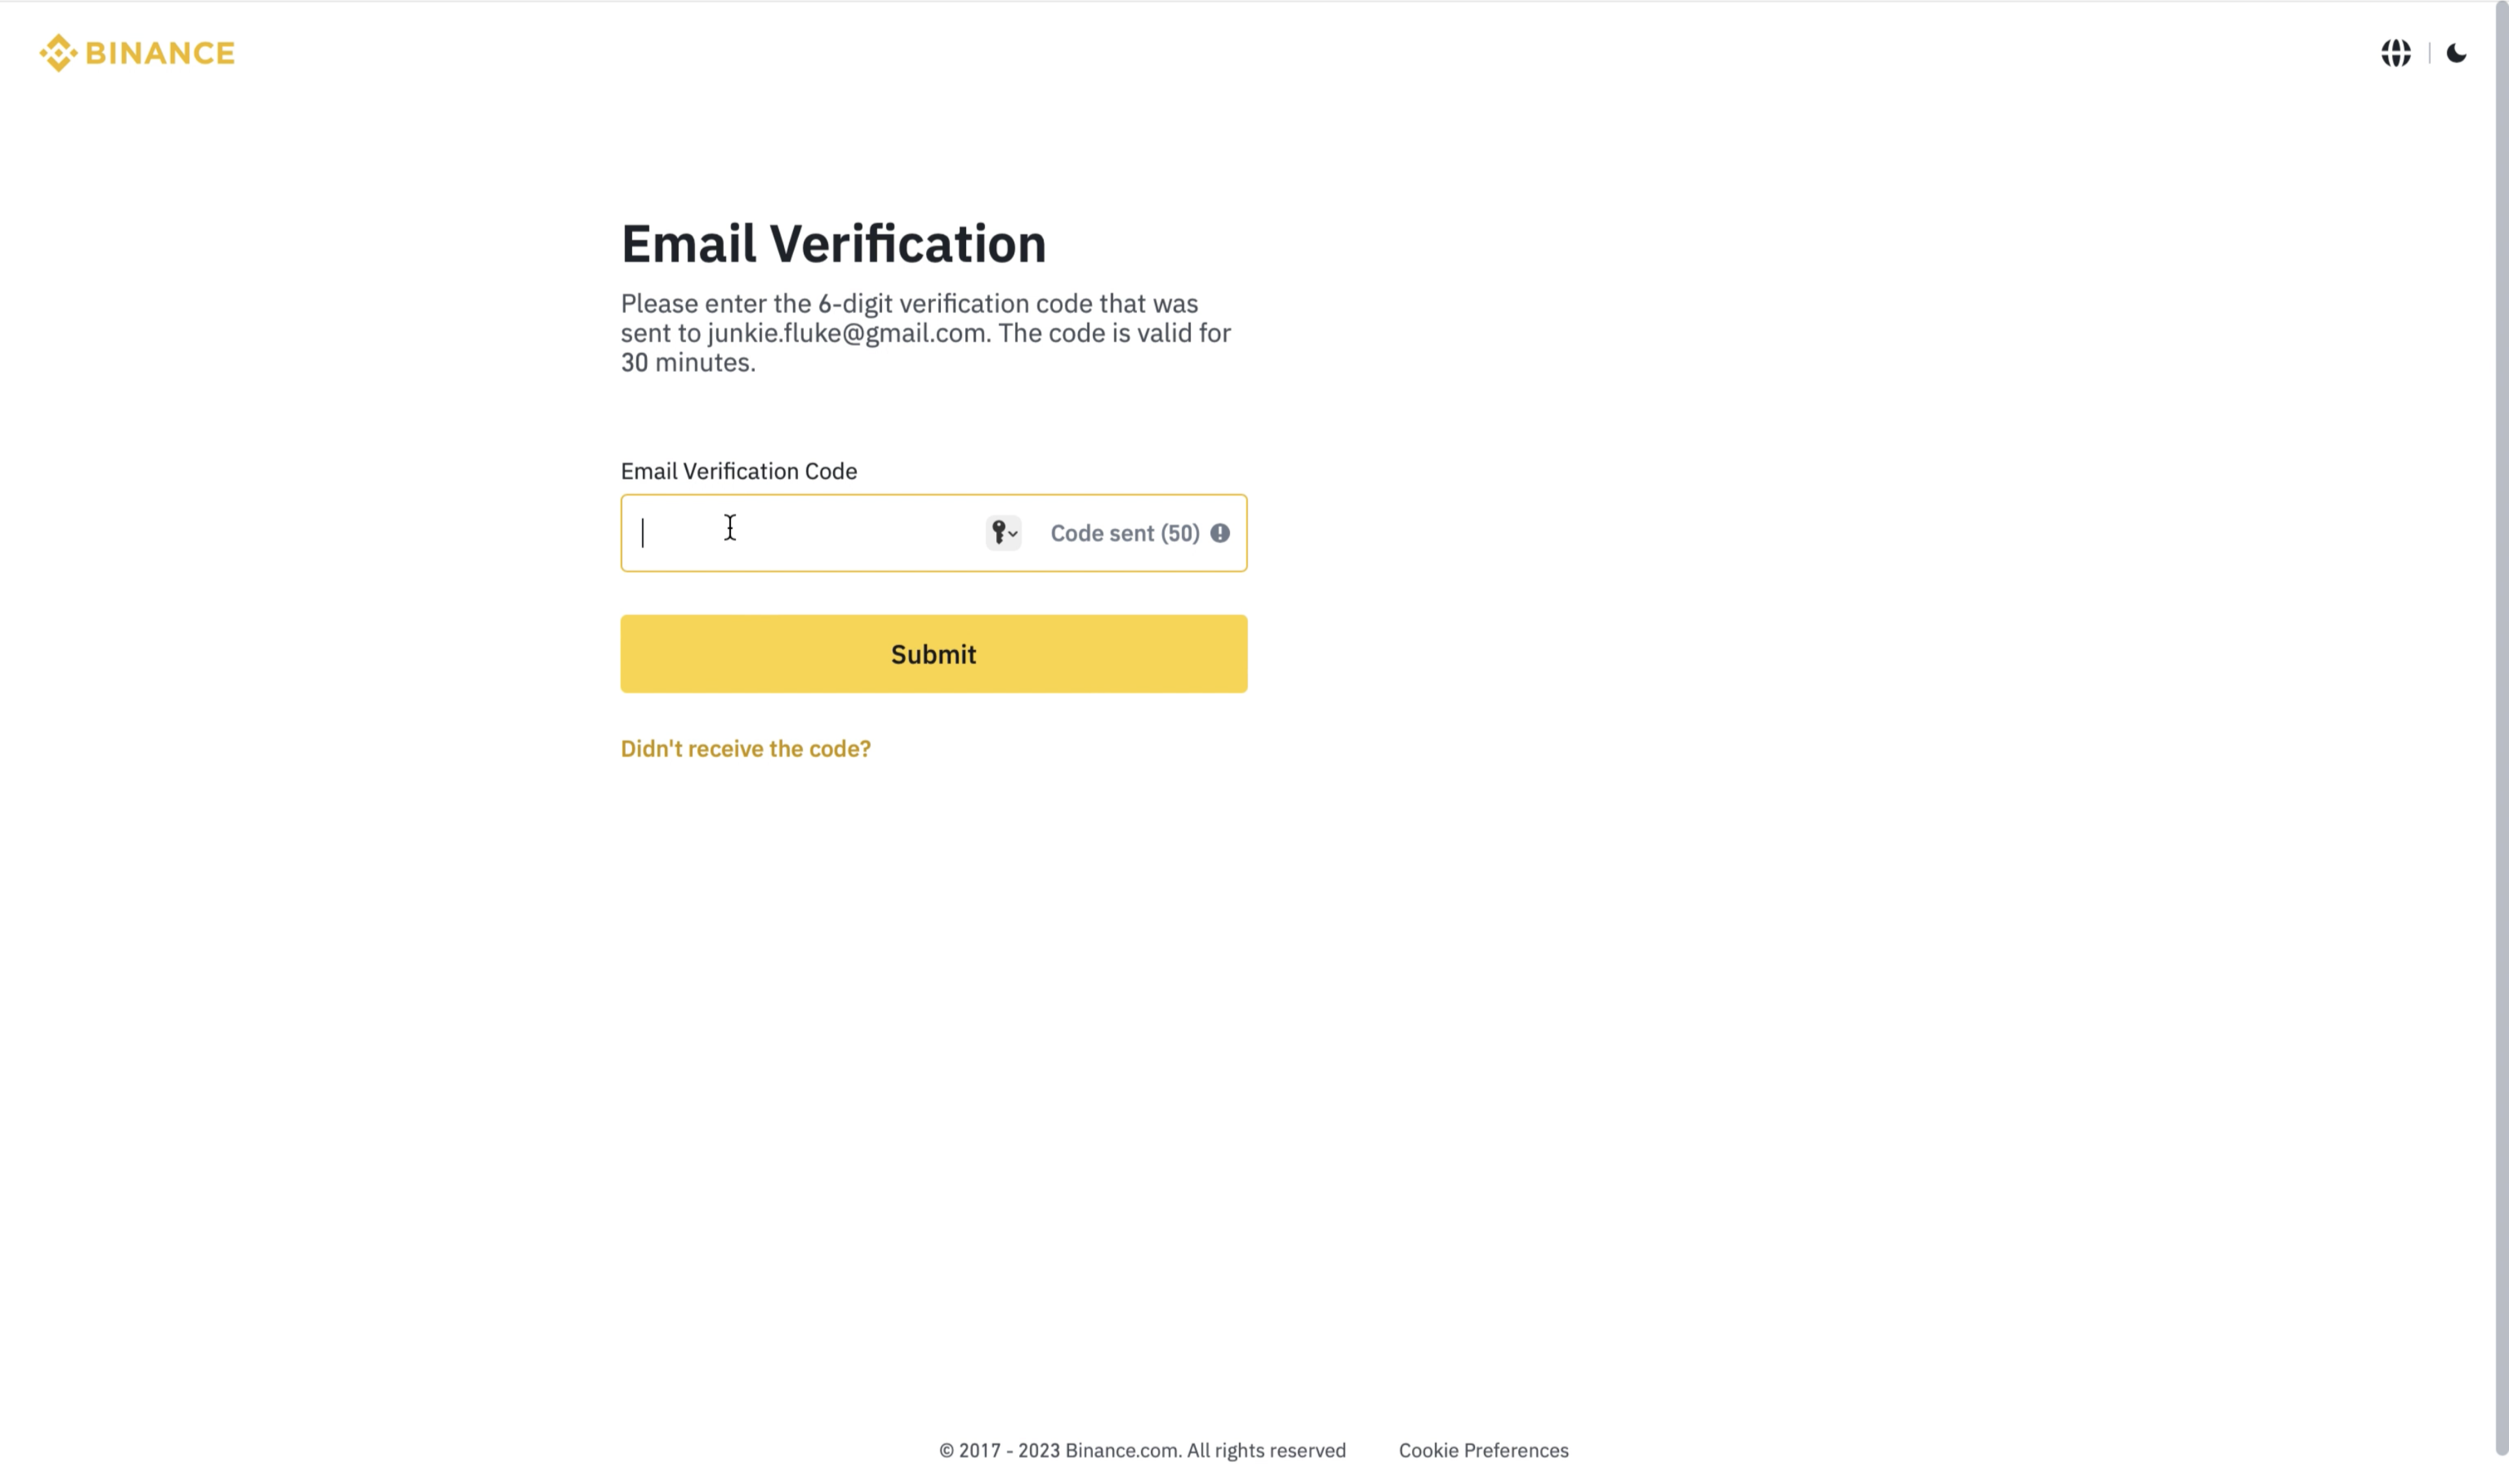 BINANCE
Email Verification
Please enter the 6-digit verification code that was
sent to junkie.fluke@gmail.com. The code is valid for
30 minutes.
Email Verification Code
Code sent (50)
Submit
Didn't receive the code?
© 2017 - 2023 Binance.com. All rights reserved Cookie Preferences